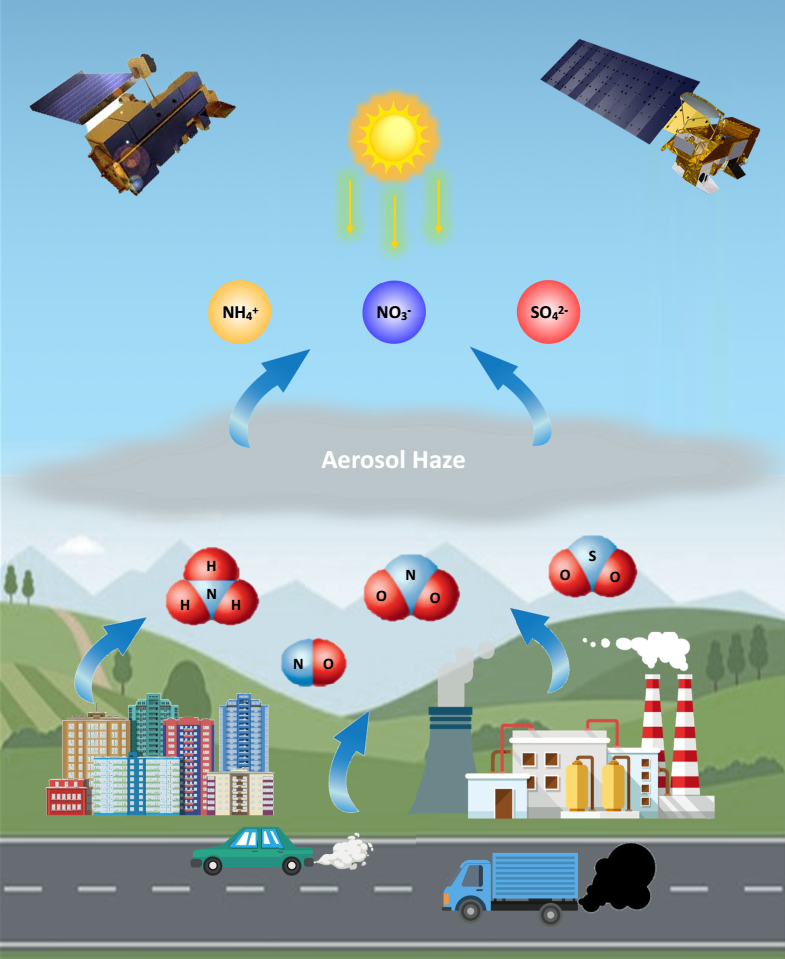 NH₄⁺
NO₃⁻
SO₄²⁻
Aerosol Haze
H
N
H H
N
O O
S
O O
N O